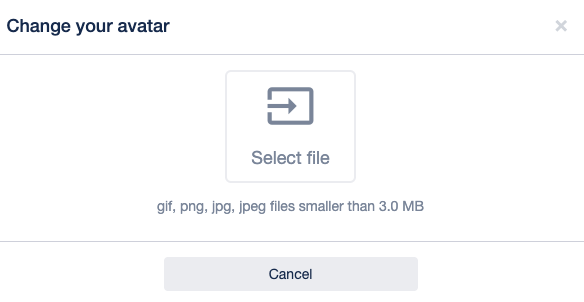 Change your avatar
Select file
gif, png, jpg, jpeg files smaller than 3.0 MB
Cancel